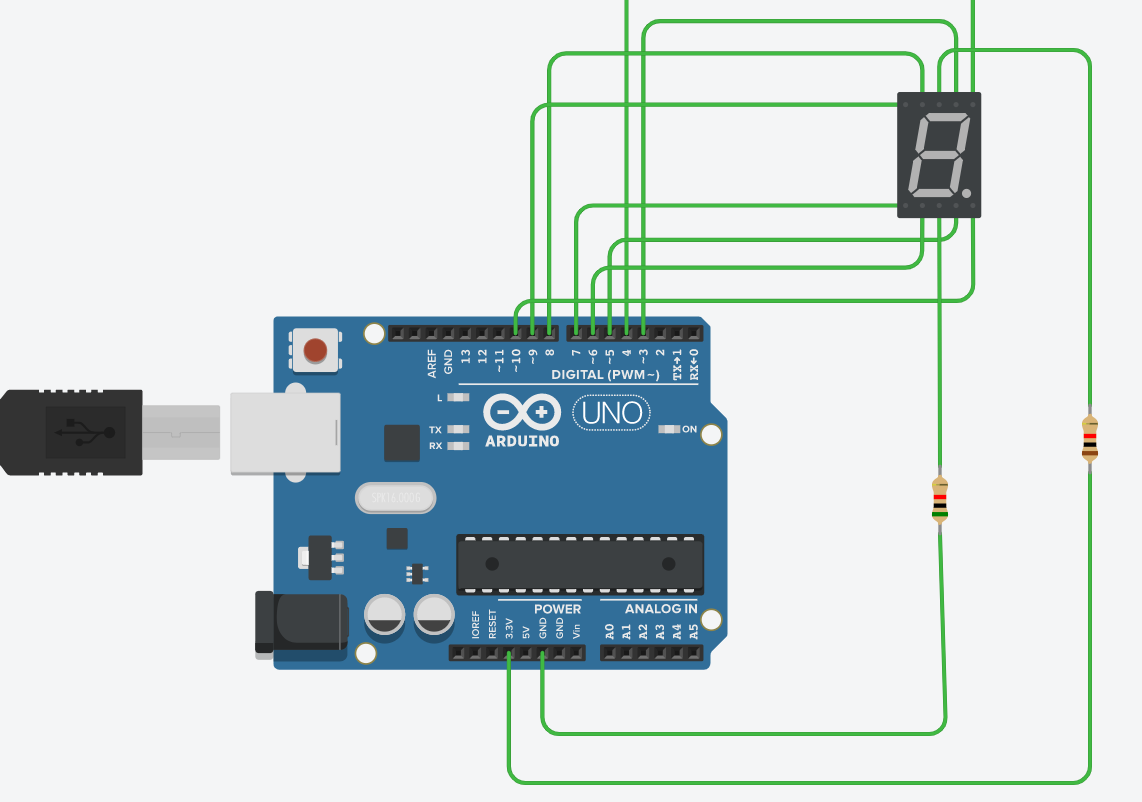 AREF
GND
13
12
~11
~10
~9
8
7
~6
~5
4
~3
2
TX→1
RX←0
DIGITAL (PWM~)
L
TX
RX
UNO
ARDUINO
ON
SPK16.000G
POWER
ANALOG IN
IOREF
RESET
3.3V
5V
GND
GND
Vin
A0
A1
A2
A3
A4
A5